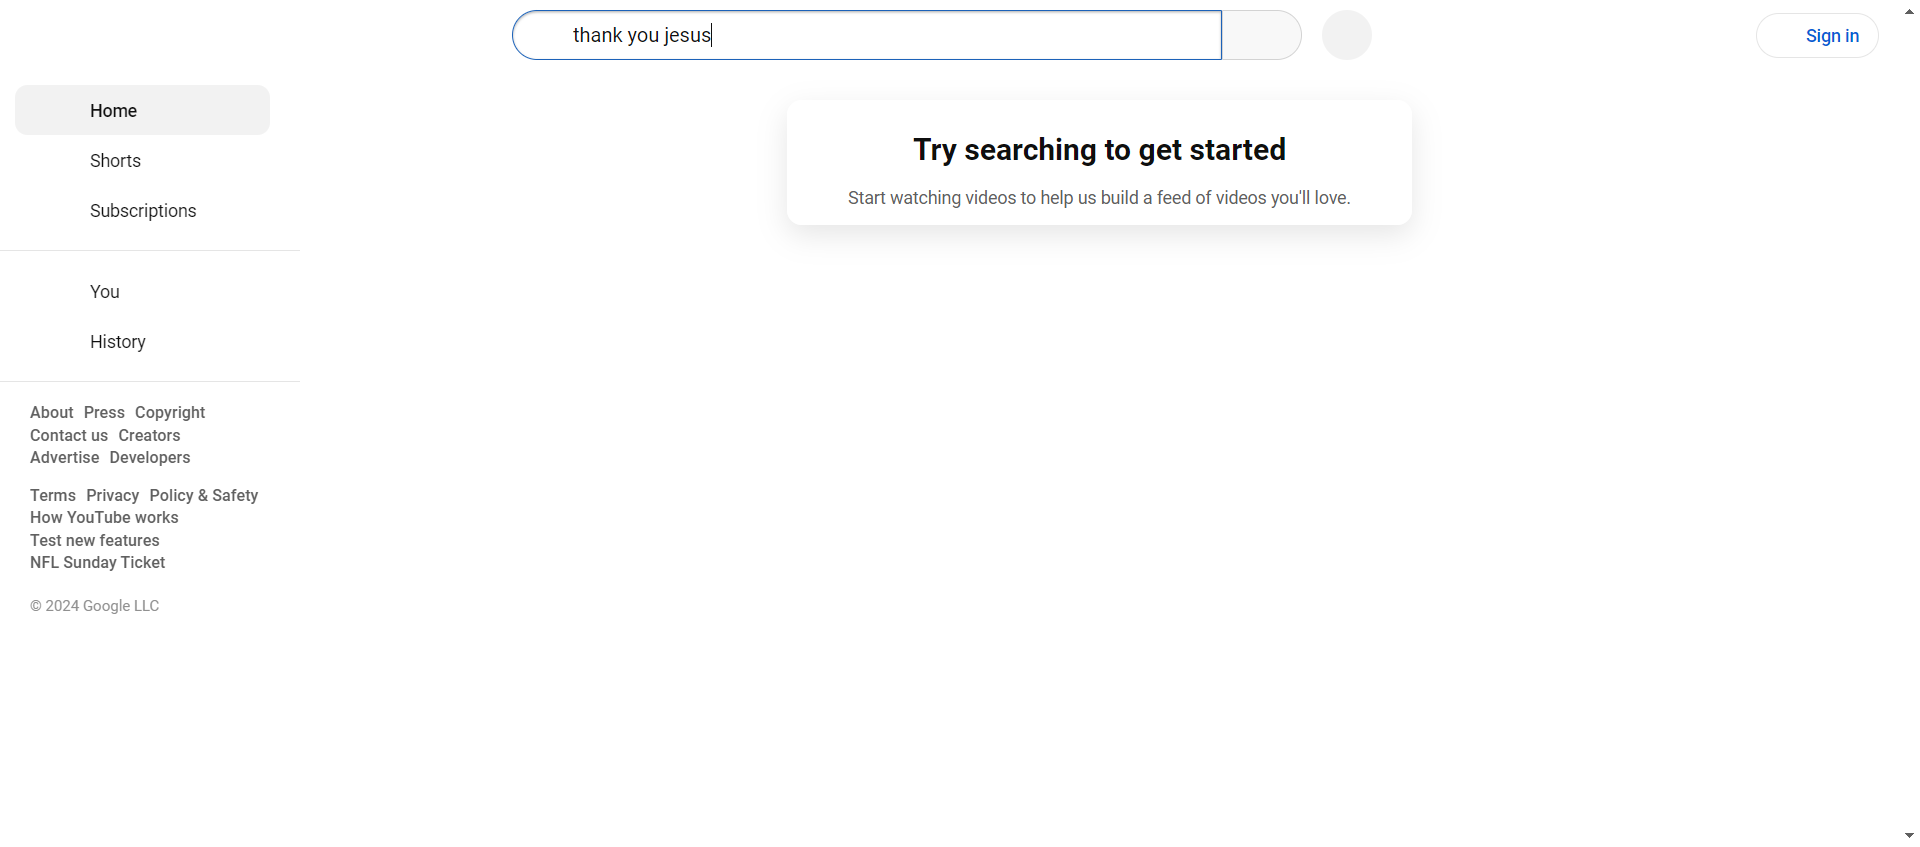 thank you jesus
Sign in
Home
Shorts
Subscriptions
You
History
About Press Copyright
Contact us Creators
Advertise Developers
Terms Privacy Policy & Safety
How YouTube works
Test new features
NFL Sunday Ticket
© 2024 Google LLC
Try searching to get started
Start watching videos to help us build a feed of videos you'll love.